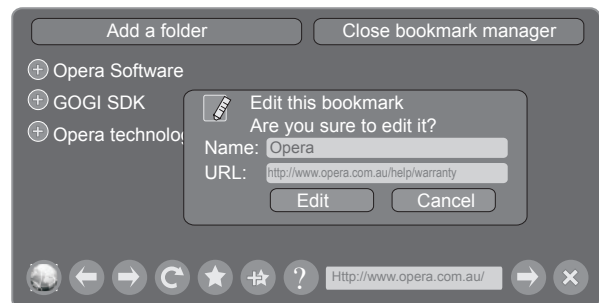 Add a folder
Close bookmark manager
Opera Software
GOGI SDK
Opera technolo
Edit this bookmark
Are you sure to edit it?
Name: Opera
URL: http://www.opera.com.au/help/warranty
Edit
Cancel
?
Http://www.opera.com.au/